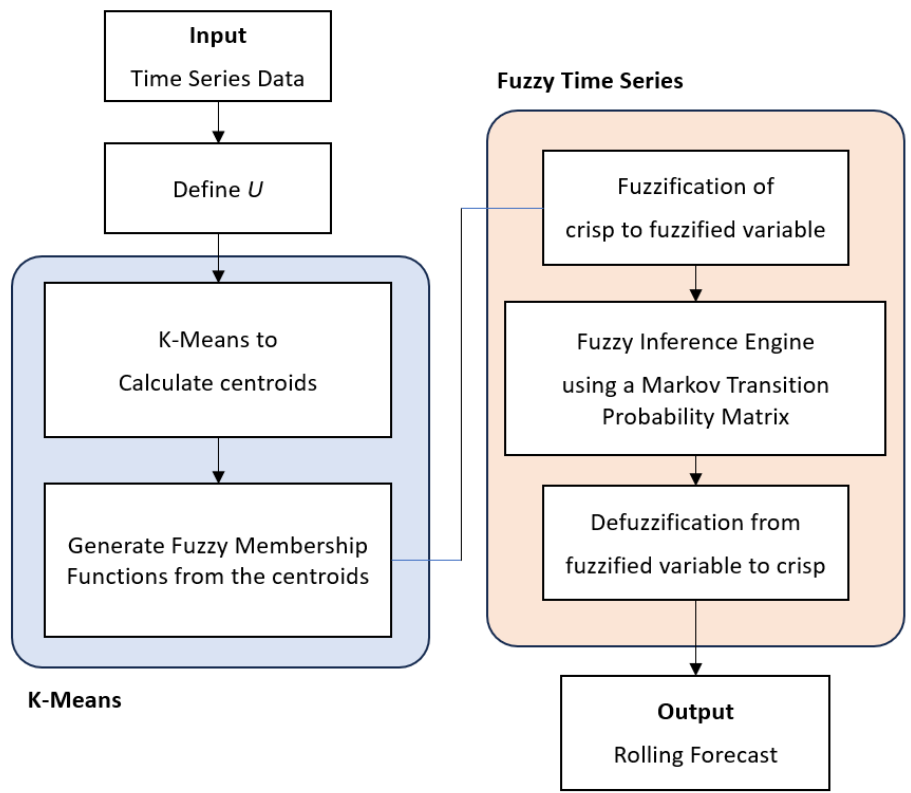 Input
Time Series Data
Define U
K-Means to
Calculate centroids
Generate Fuzzy Membership
Functions from the centroids
K-Means
Fuzzy Time Series
Fuzzification of
crisp to fuzzified variable
Fuzzy Inference Engine
using a Markov Transition
Probability Matrix
Defuzzification from
fuzzified variable to crisp
Output
Rolling Forecast